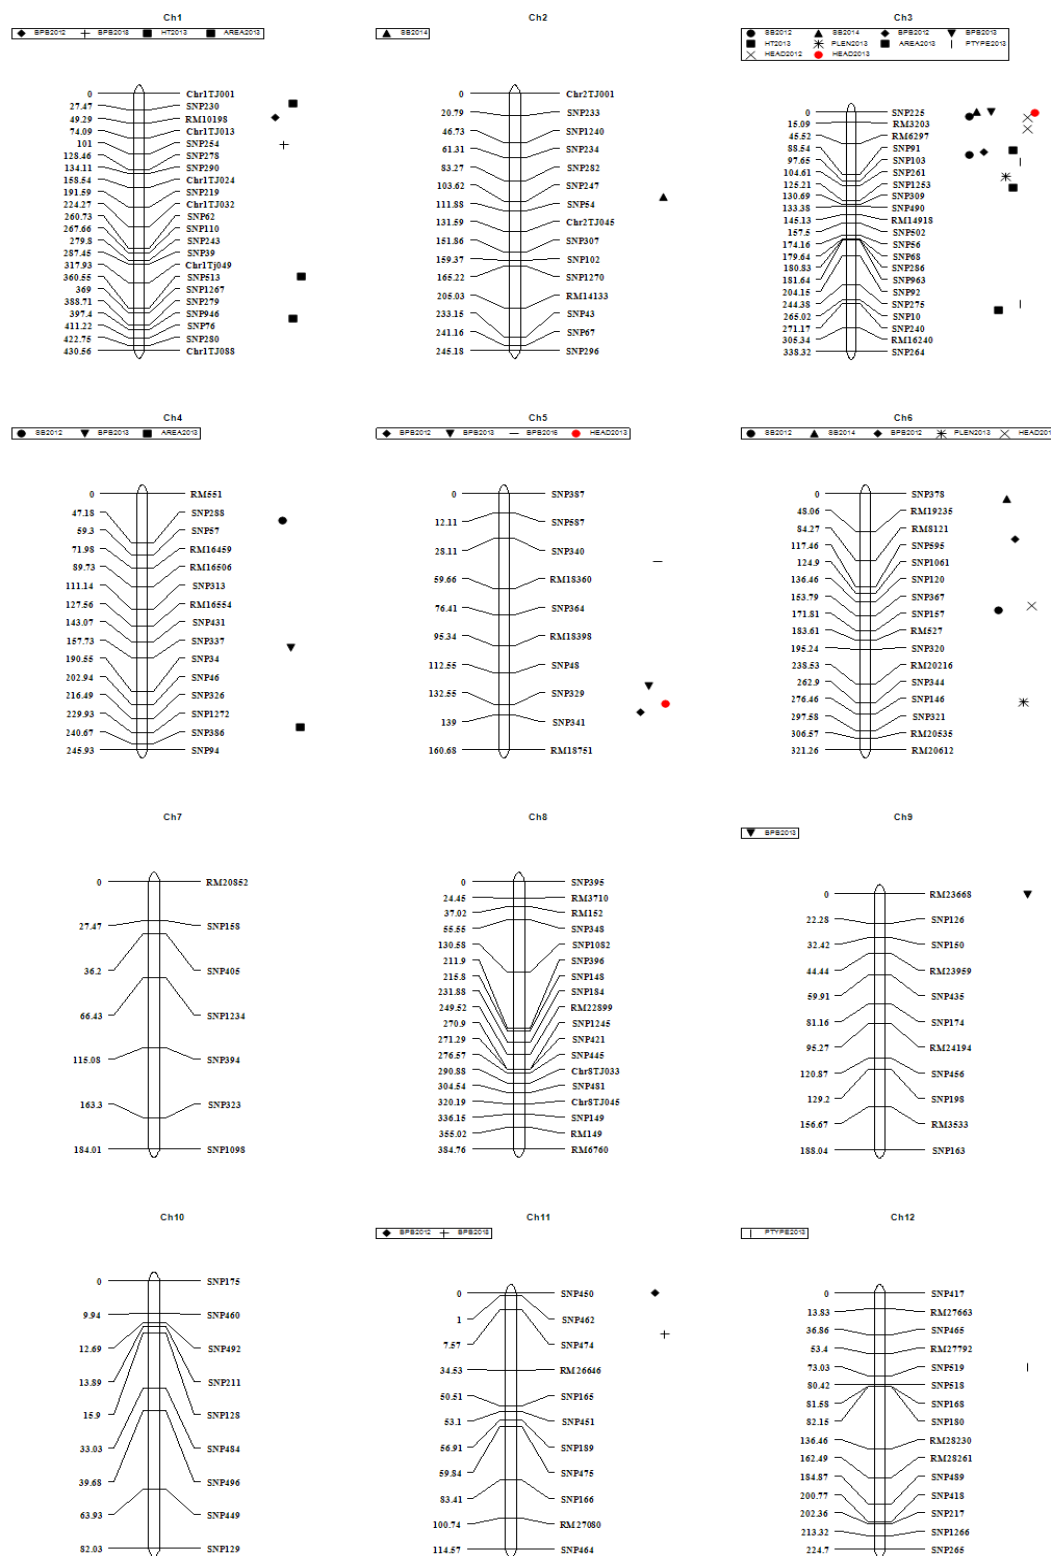 Ch1
BPB2012 BPB2013 HT2013 AREA2013
0 Chr1TJ001
27.47 SNP230
49.29 RM10198
74.09 Chr1TJ013
101 SNP254
128.46 SNP278
134.11 SNP290
158.54 Chr1TJ024
191.59 SNP219
224.27 Chr1TJ032
260.73 SNP62
267.66 SNP110
279.8 SNP243
287.45 SNP39
317.93 Chr1Tj049
360.55 SNP513
369 SNP1267
388.71 SNP279
397.4 SNP946
411.22 SNP76
422.75 SNP280
430.56 Chr1TJ088
Ch2
SB2014
0 Chr2TJ001
20.79 SNP233
46.73 SNP1240
61.31 SNP234
83.27 SNP282
103.62 SNP247
111.88 SNP54
131.59 Chr2TJ045
151.86 SNP307
159.37 SNP102
165.22 SNP1270
205.03 RM14133
233.15 SNP43
241.16 SNP67
245.18 SNP296
Ch3
SB2012 SB2014 BPB2012 BPB2013
HT2013 PLEN2013 AREA2013 PTYPE2013
HEAD2012 HEAD2013
0 SNP225
15.09 RM3203
45.52 RM6297
88.54 SNP91
97.65 SNP103
104.61 SNP261
125.21 SNP1253
130.69 SNP309
133.38 SNP490
145.13 RM14918
157.5 SNP502
174.16 SNP56
179.64 SNP68
180.83 SNP286
181.64 SNP963
204.15 SNP92
244.38 SNP275
265.02 SNP10
271.17 SNP240
305.34 RM16240
338.32 SNP264
Ch4
SB2012 BPB2013 AREA2013
0 RM551
47.18 SNP288
59.3 SNP57
71.98 RM16459
89.73 RM16506
111.14 SNP313
127.56 RM16554
143.07 SNP431
157.73 SNP337
190.55 SNP34
202.94 SNP46
216.49 SNP326
229.93 SNP1272
240.67 SNP386
245.93 SNP94
Ch5
BPB2012 BPB2013 HEAD2013
0 SNP387
12.11 SNP587
28.11 SNP340
59.66 RM18360
76.41 SNP364
95.34 RM18398
112.55 SNP48
132.55 SNP329
139 SNP341
160.68 RM18751
Ch6
SB2012 SB2014 BPB2012 PLEN2013 HEAD201
0 SNP378
48.06 RM19235
84.27 RM8121
117.46 SNP595
124.9 SNP1061
136.46 SNP120
153.79 SNP367
171.81 SNP157
183.61 RM527
195.24 SNP320
238.53 RM20216
262.9 SNP344
276.46 SNP146
297.58 SNP321
306.57 RM20535
321.26 RM20612
Ch7
0 RM20852
27.47 SNP158
36.2 SNP405
66.43 SNP1234
115.08 SNP394
163.3 SNP323
184.01 SNP1098
Ch8
0 SNP395
24.45 RM3710
37.02 RM152
55.55 SNP348
130.58 SNP1082
211.9 SNP396
215.8 SNP148
231.88 SNP184
249.52 RM22899
270.9 SNP1245
271.29 SNP421
276.57 SNP445
290.88 Chr8TJ033
304.54 SNP481
320.19 Chr8TJ045
336.15 SNP149
355.02 RM149
384.76 RM6760
Ch9
BPB2013
0 RM23668
22.28 SNP126
32.42 SNP150
44.44 RM23959
59.91 SNP435
81.16 SNP174
95.27 RM24194
120.87 SNP456
129.2 SNP198
156.67 RM3533
188.04 SNP163
Ch10
0 SNP175
9.94 SNP460
12.69 SNP492
13.89 SNP211
15.9 SNP128
33.03 SNP484
39.68 SNP496
63.93 SNP449
82.03 SNP129
Ch11
BPB2012 BPB2013
0 SNP450
1 SNP462
7.57 SNP474
34.53 RM26646
50.51 SNP165
53.1 SNP451
56.91 SNP189
59.84 SNP475
83.41 SNP166
100.74 RM27080
114.57 SNP464
Ch12
PTYPE2013
0 SNP417
13.83 RM27663
36.86 SNP465
53.4 RM27792
73.03 SNP519
80.42 SNP518
81.58 SNP168
82.15 SNP180
136.46 RM28230
162.49 RM28261
184.87 SNP489
200.77 SNP418
202.36 SNP217
213.32 SNP1266
224.7 SNP265